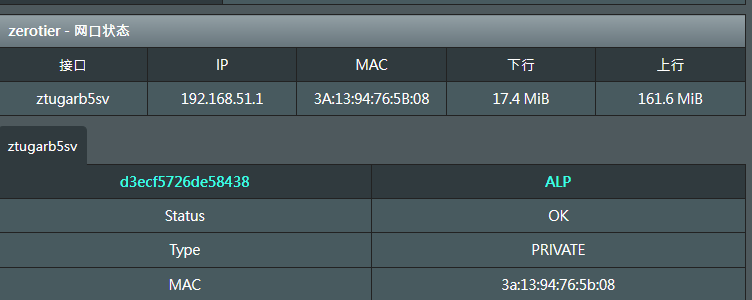 zerotier - 网口状态
接口 IP MAC 下行 上行
ztugarb5sv 192.168.51.1 3A:13:94:76:5B:08 17.4 MiB 161.6 MiB
ztugarb5sv
d3ecf5726de58438 ALP
Status OK
Type PRIVATE
MAC 3a:13:94:76:5b:08